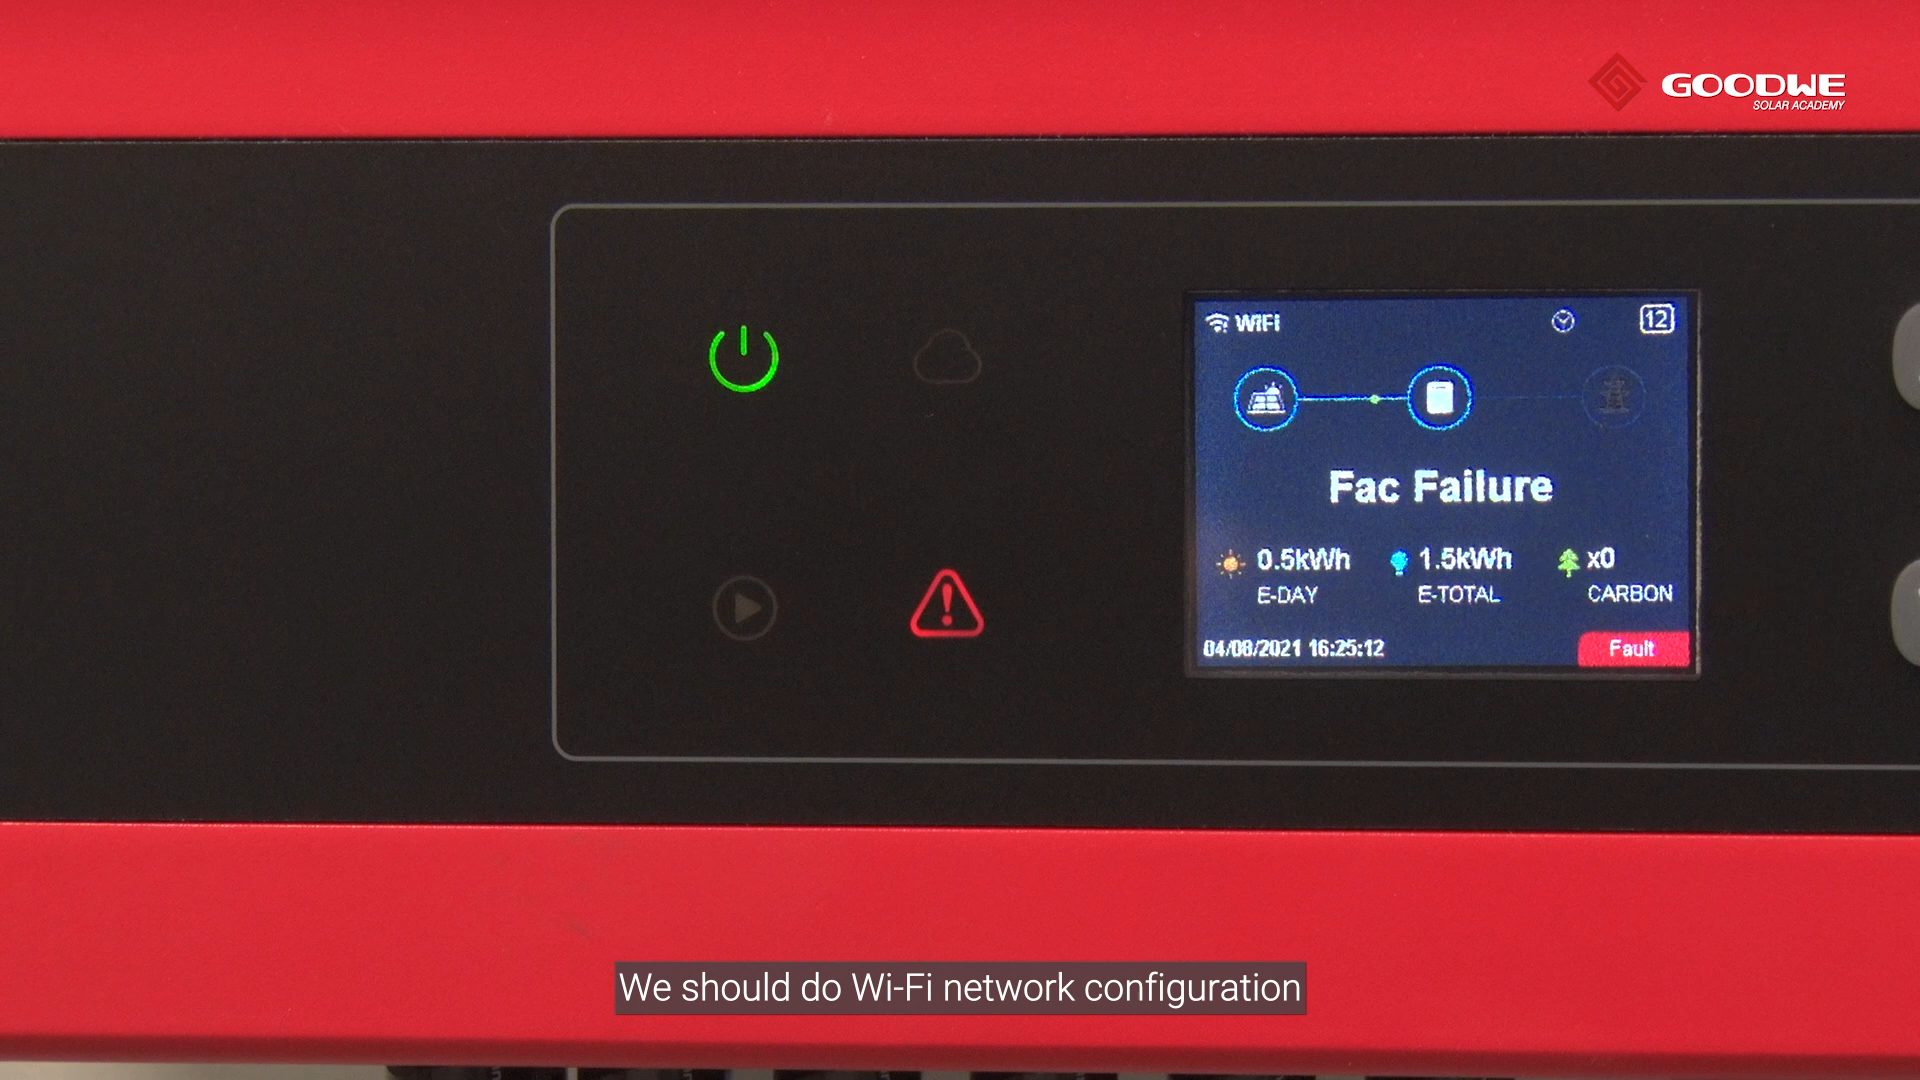 GOODWE
SOLAR ACADEMY
WiFi
12
Fac Failure
0.5kWh 1.5kWh x0
E-DAY E-TOTAL CARBON
04/08/2021 16:25:12 Fault
We should do Wi-Fi network configuration